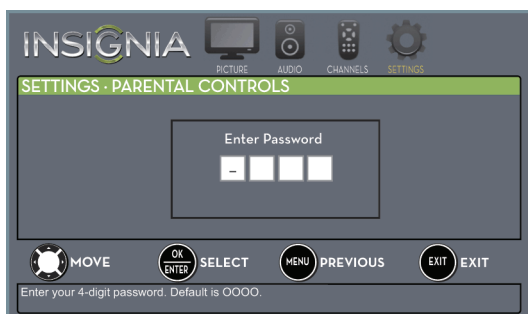 INSIGNIA
PICTURE AUDIO CHANNELS SETTINGS
SETTINGS · PARENTAL CONTROLS
Enter Password
–
MOVE OK ENTER SELECT MENU PREVIOUS EXIT EXIT
Enter your 4-digit password. Default is OOOO.